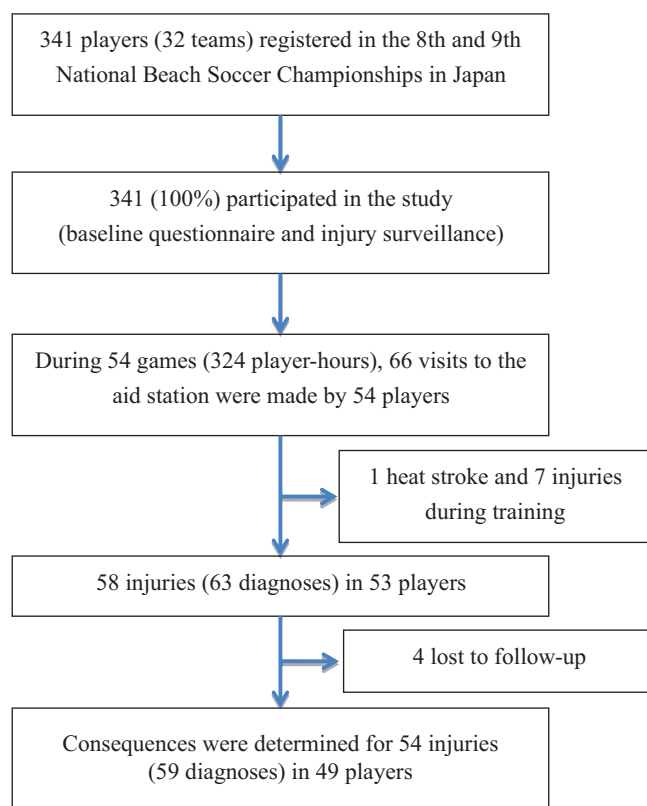 341 players (32 teams) registered in the 8th and 9th
National Beach Soccer Championships in Japan
341 (100%) participated in the study
(baseline questionnaire and injury surveillance)
During 54 games (324 player-hours), 66 visits to the
aid station were made by 54 players
1 heat stroke and 7 injuries
during training
58 injuries (63 diagnoses) in 53 players
4 lost to follow-up
Consequences were determined for 54 injuries
(59 diagnoses) in 49 players